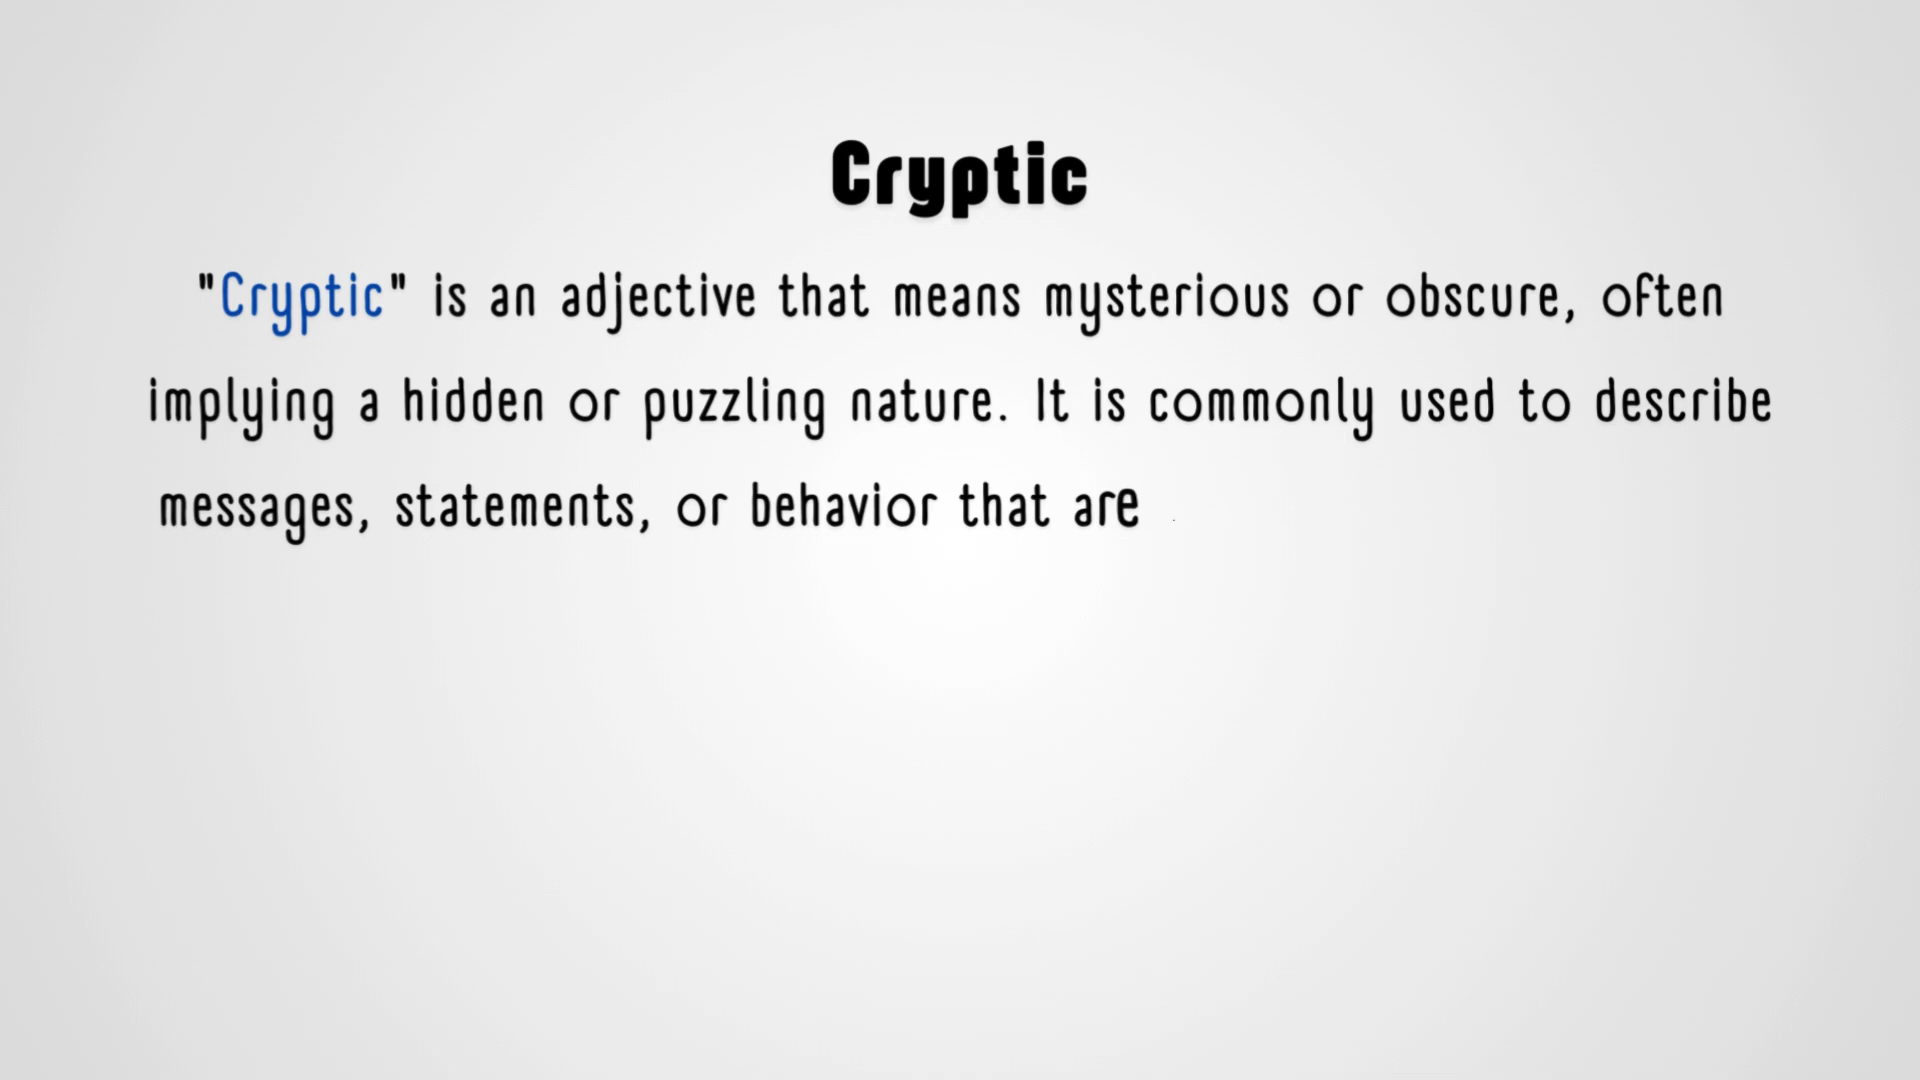 Cryptic
"Cryptic" is an adjective that means mysterious or obscure, often
implying a hidden or puzzling nature. It is commonly used to describe
messages, statements, or behavior that are